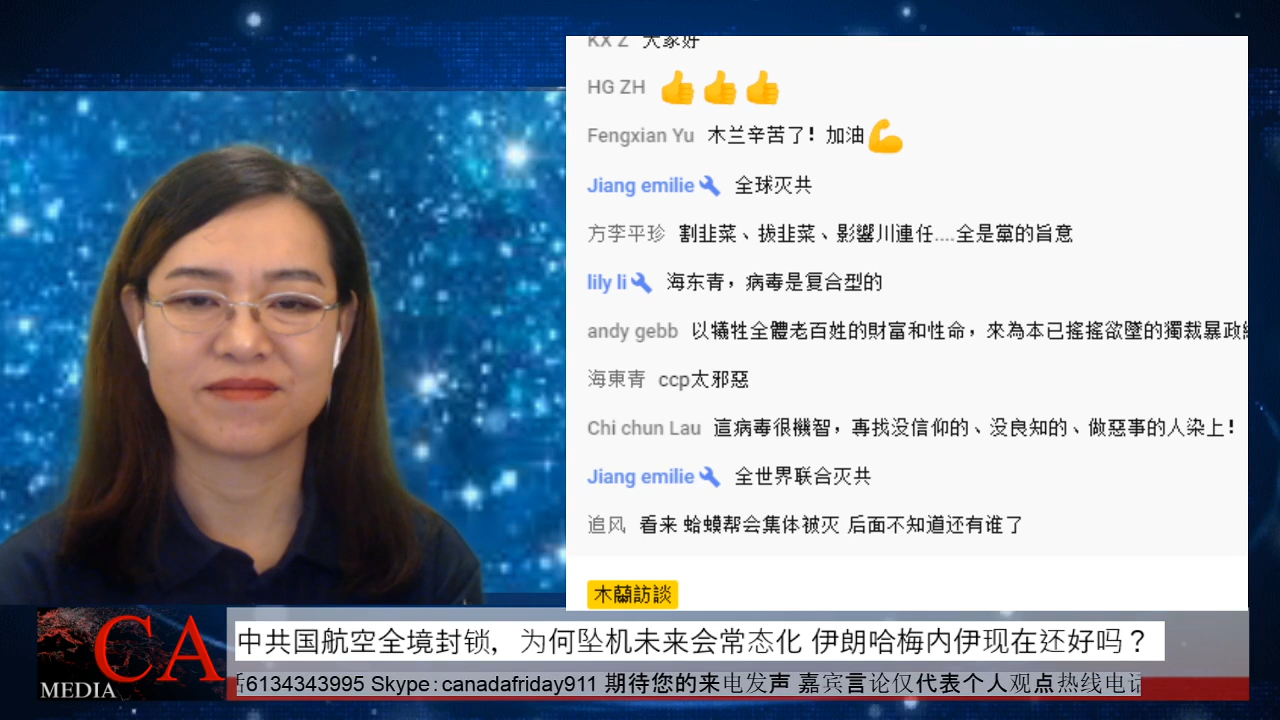 KX Z 大家好
HG ZH
Fengxian Yu 木兰辛苦了！加油
Jiang emilie 全球灭共
方李平珍 割韭菜、拔韭菜、影響川連任....全是黨的旨意
lily li 海东青，病毒是复合型的
andy gebb 以犧牲全體老百姓的財富和性命，來為本已搖搖欲墜的獨裁暴政
海東青 ccp太邪惡
Chi chun Lau 這病毒很機智，專找没信仰的、没良知的、做惡事的人染上！
Jiang emilie 全世界联合灭共
追风 看来 蛤蟆帮会集体被灭 后面不知道还有谁了
木蘭訪談
CA
MEDIA
中共国航空全境封锁，为何坠机未来会常态化 伊朗哈梅内伊现在还好吗？
6134343995 Skype:canadafriday911 期待您的来电发声 嘉宾言论仅代表个人观点热线电话